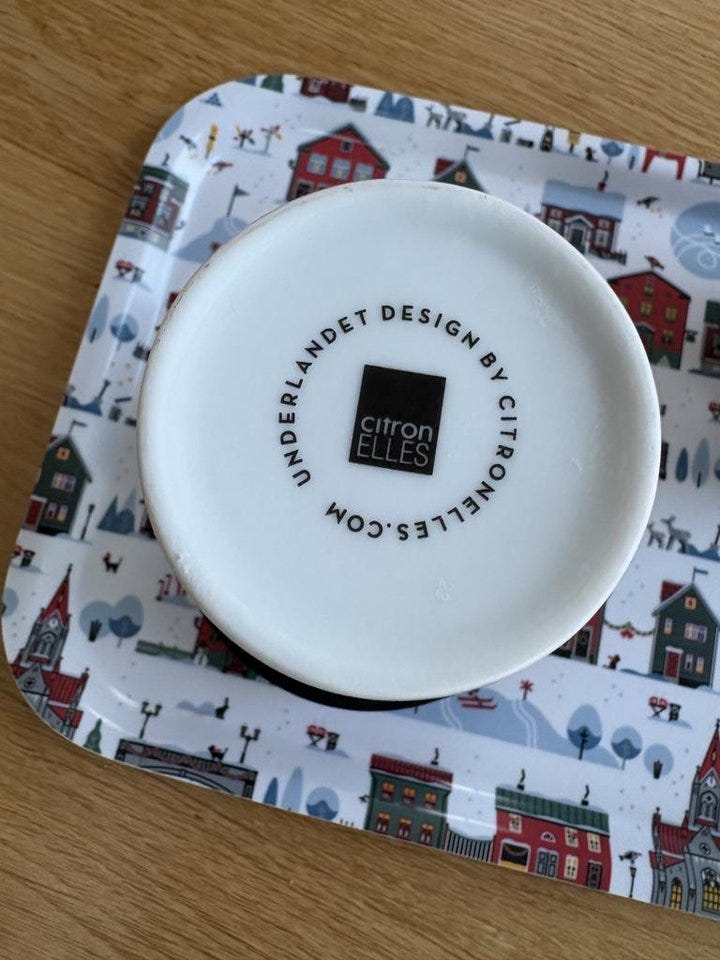 UNDERLANDET DESIGN BY CITRONELLES.COM
citron
ELLES